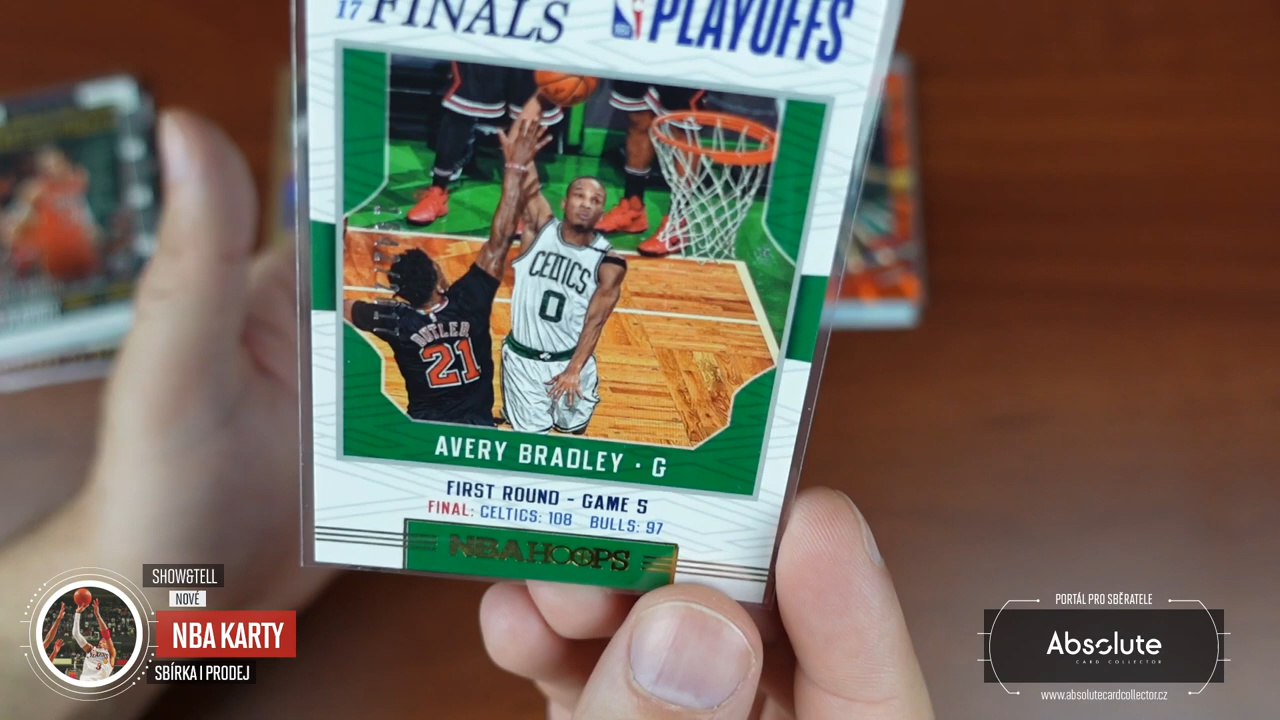 17 FINALS
PLAYOFFS
CELTICS
0
BUTLER
21
AVERY BRADLEY · G
FIRST ROUND - GAME 5
FINAL: CELTICS: 108 BULLS: 97
NBA HOOPS
SHOW&TELL
NOVÉ
NBA KARTY
SBÍRKA I PRODEJ
PORTÁL PRO SBĚRATELE
Absolute
CARD COLLECTOR
www.absolutecardcollector.cz